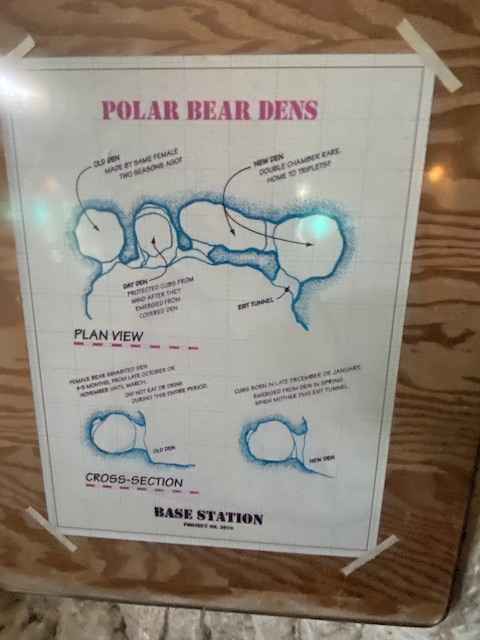 POLAR BEAR DENS
OLD DEN
MADE BY SAME FEMALE
TWO SEASONS AGO?
NEW DEN
DOUBLE CHAMBER RARE.
HOME TO TRIPLETS?
DAY DEN
PROTECTED CUBS FROM
WIND AFTER THEY
EMERGED FROM
COVERED DEN
EXIT TUNNEL
PLAN VIEW
FEMALE BEAR INHABITED DEN
4-5 MONTHS, FROM LATE OCTOBER OR
NOVEMBER UNTIL MARCH.
DID NOT EAT OR DRINK
DURING THIS ENTIRE PERIOD.
CUBS BORN IN LATE DECEMBER OR JANUARY,
EMERGED FROM DEN IN SPRING
WHEN MOTHER DUG EXIT TUNNEL
OLD DEN
NEW DEN
CROSS-SECTION
BASE STATION
PROJECT